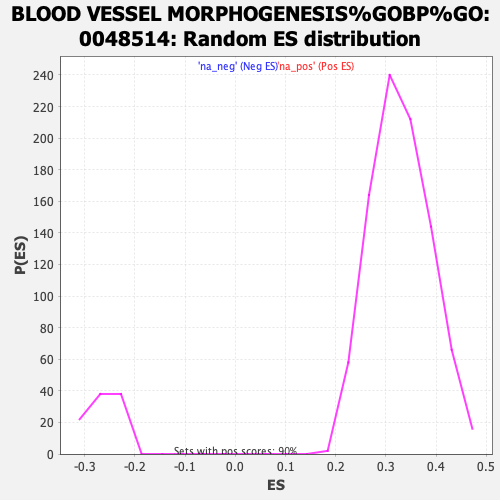 BLOOD VESSEL MORPHOGENESIS%GOBP%GO:
0048514: Random ES distribution
'na_neg' (Neg ES)'na_pos' (Pos ES)
240
220
200
180
160
140
120
100
80
60
40
20
0
P(ES)
Sets with pos scores: 90%
-0.3 -0.2 -0.1 0.0 0.1 0.2 0.3 0.4 0.5
ES